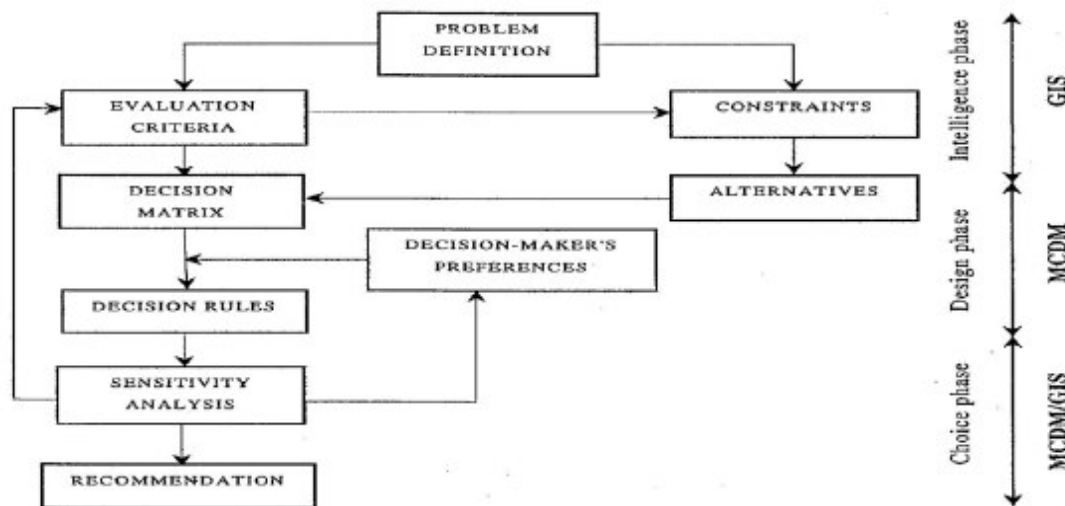 PROBLEM
DEFINITION
EVALUATION
CRITERIA
CONSTRAINTS
DECISION
MATRIX
ALTERNATIVES
DECISION-MAKER'S
PREFERENCES
DECISION RULES
SENSITIVITY
ANALYSIS
RECOMMENDATION
Intelligence phase
GIS
Design phase
MCDM
Choice phase
MCDM/GIS